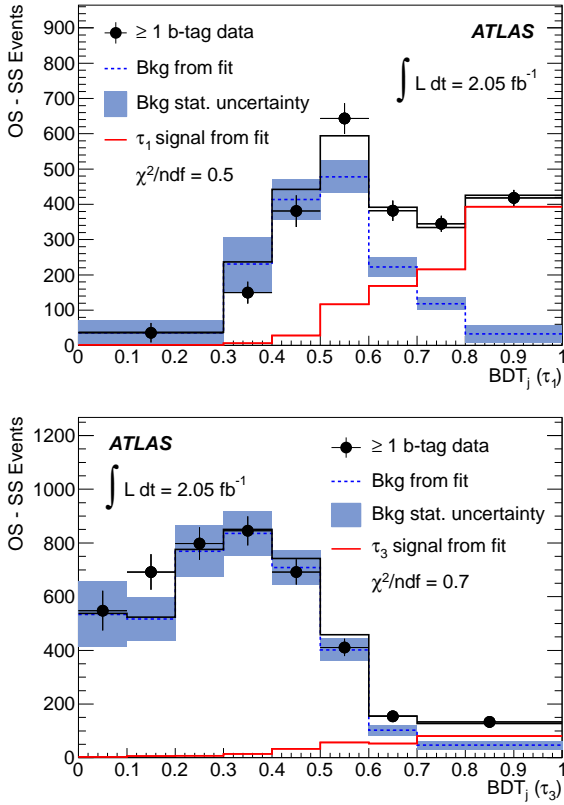 OS - SS Events
900
800
700
600
500
400
300
200
100
0
≥ 1 b-tag data
Bkg from fit
Bkg stat. uncertainty
τ1 signal from fit
χ2/ndf = 0.5
ATLAS
∫ L dt = 2.05 fb-1
0 0.1 0.2 0.3 0.4 0.5 0.6 0.7 0.8 0.9 1
BDTj (τ1)
OS - SS Events
1200
1000
800
600
400
200
0
ATLAS
∫ L dt = 2.05 fb-1
≥ 1 b-tag data
Bkg from fit
Bkg stat. uncertainty
τ3 signal from fit
χ2/ndf = 0.7
0 0.1 0.2 0.3 0.4 0.5 0.6 0.7 0.8 0.9 1
BDTj (τ3)